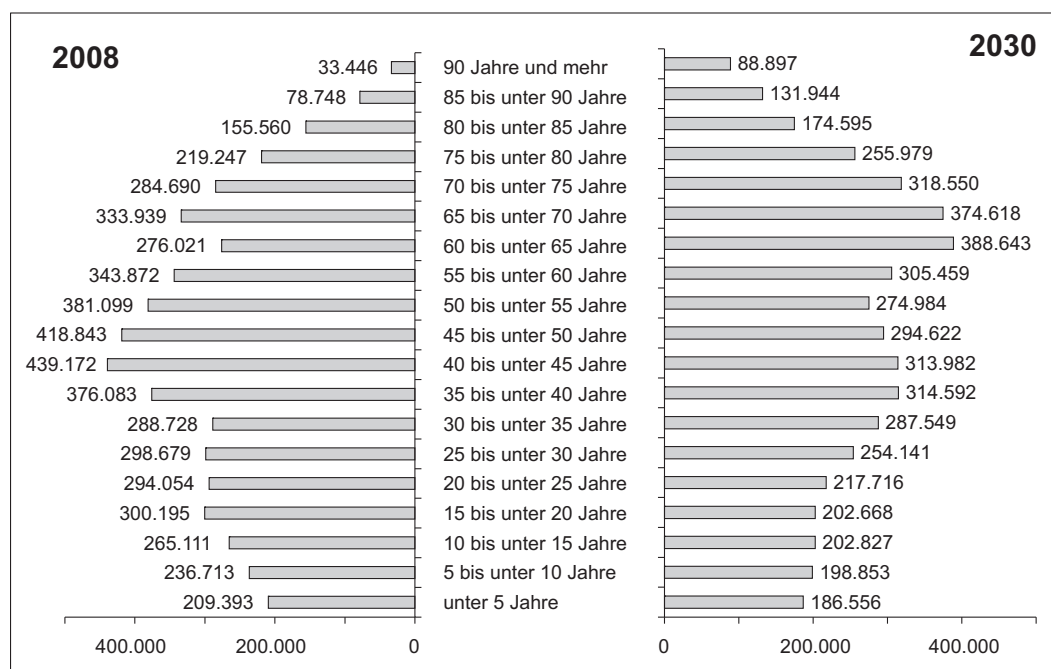 2008 2030
33.446 90 Jahre und mehr 88.897
78.748 85 bis unter 90 Jahre 131.944
155.560 80 bis unter 85 Jahre 174.595
219.247 75 bis unter 80 Jahre 255.979
284.690 70 bis unter 75 Jahre 318.550
333.939 65 bis unter 70 Jahre 374.618
276.021 60 bis unter 65 Jahre 388.643
343.872 55 bis unter 60 Jahre 305.459
381.099 50 bis unter 55 Jahre 274.984
418.843 45 bis unter 50 Jahre 294.622
439.172 40 bis unter 45 Jahre 313.982
376.083 35 bis unter 40 Jahre 314.592
288.728 30 bis unter 35 Jahre 287.549
298.679 25 bis unter 30 Jahre 254.141
294.054 20 bis unter 25 Jahre 217.716
300.195 15 bis unter 20 Jahre 202.668
265.111 10 bis unter 15 Jahre 202.827
236.713 5 bis unter 10 Jahre 198.853
209.393 unter 5 Jahre 186.556
400.000 200.000 0 0 200.000 400.000